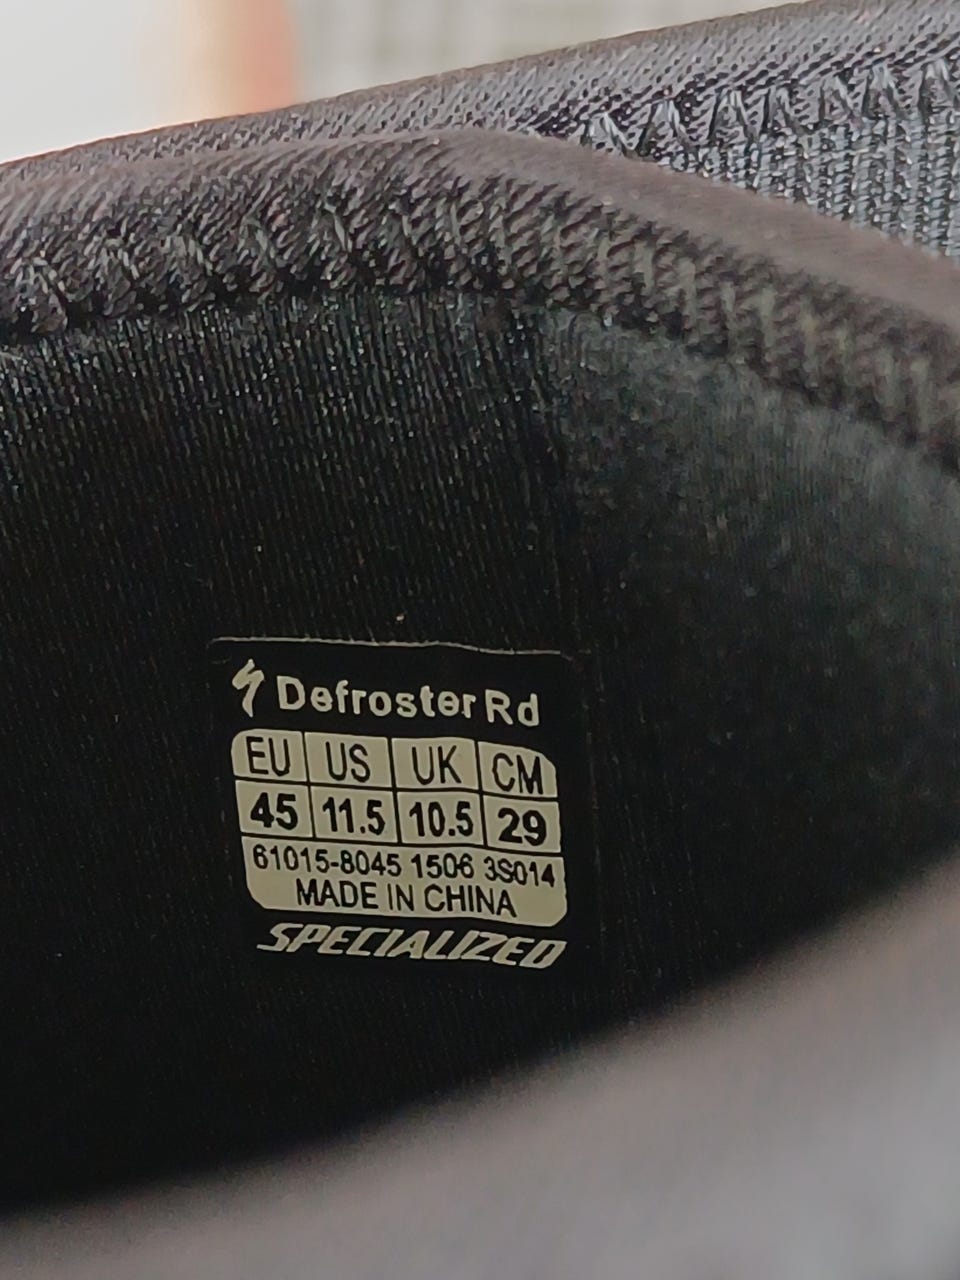 Defroster Rd
EU US UK CM
45 11.5 10.5 29
61015-8045 1506 3S014
MADE IN CHINA
SPECIALIZED